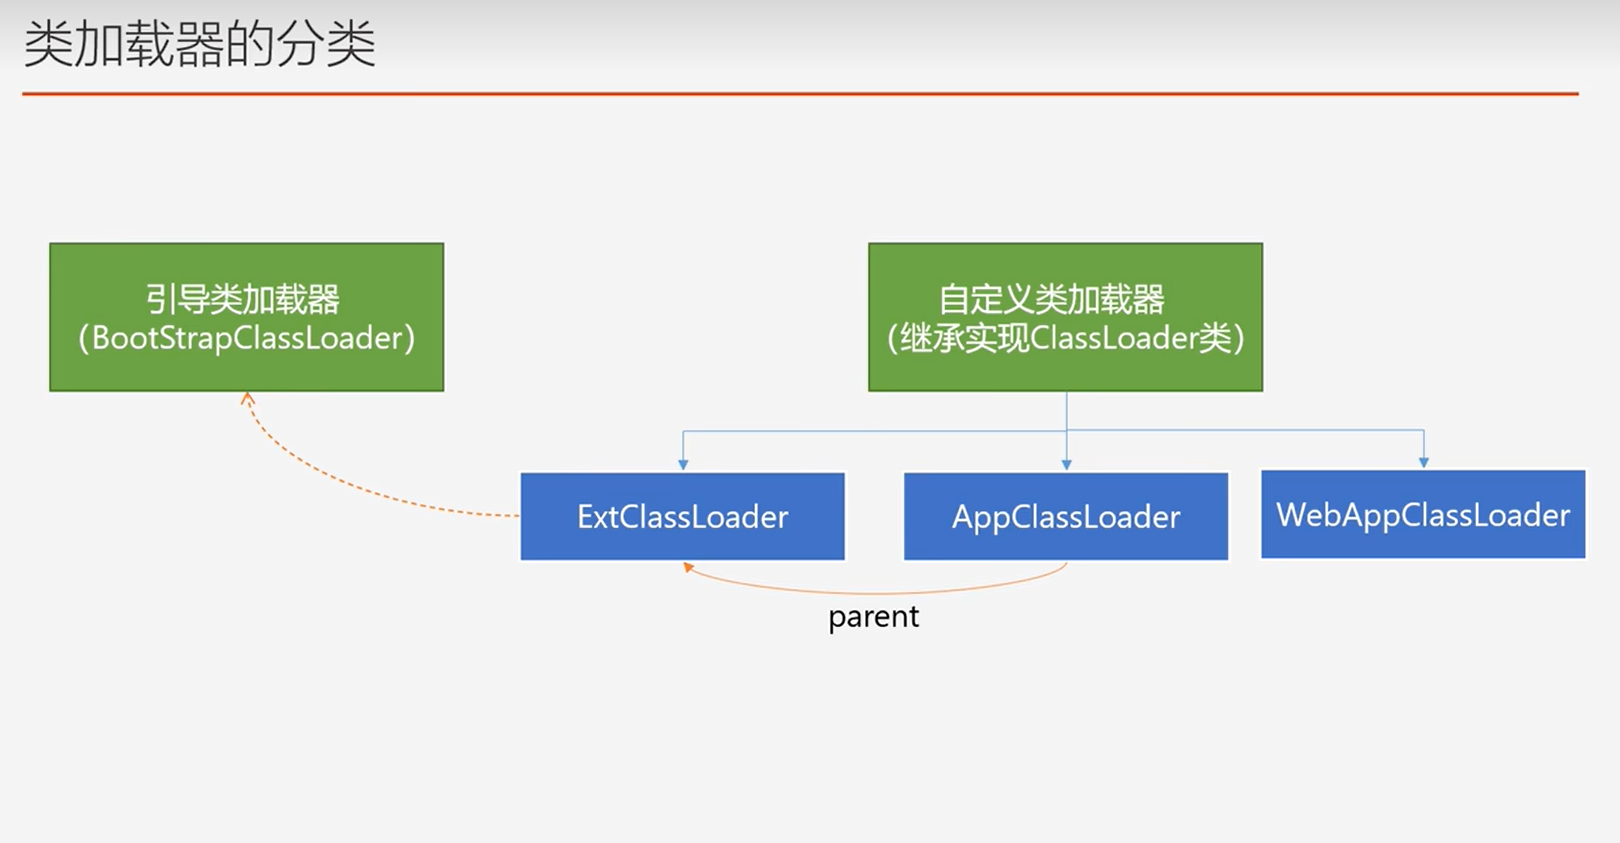 类加载器的分类
引导类加载器
（BootStrapClassLoader）
自定义类加载器
（继承实现ClassLoader类）
ExtClassLoader
AppClassLoader
WebAppClassLoader
parent